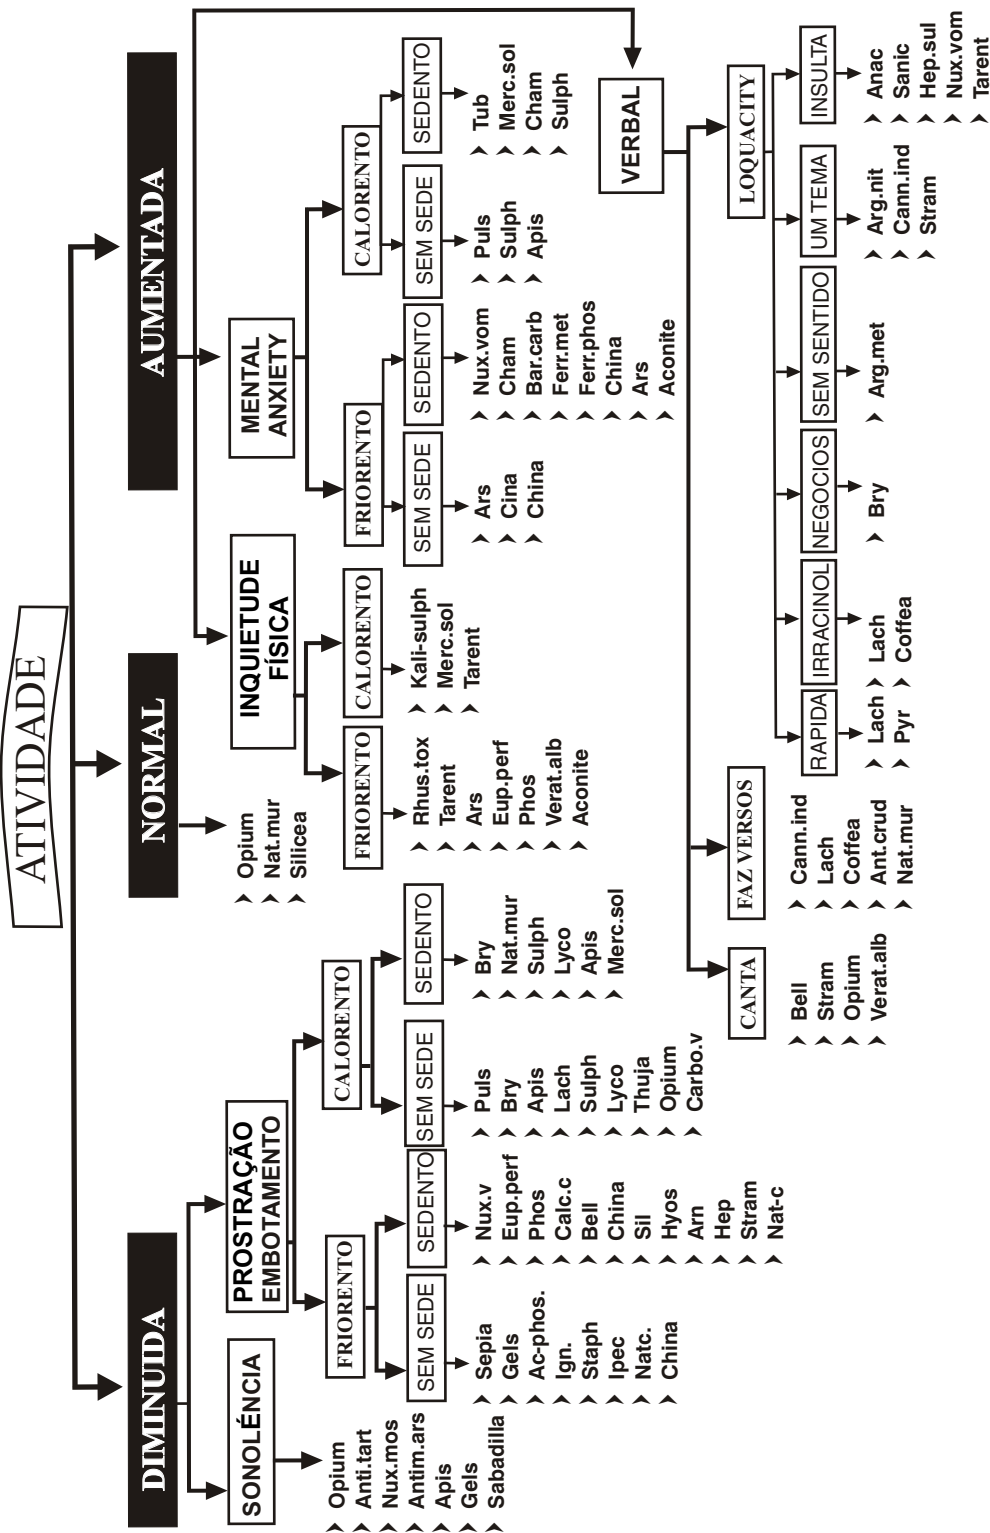 ATIVIDADE
DIMINUIDA
SONOLÉNCIA
Opium
Anti.tart
Nux.mos
Antim.ars
Apis
Gels
Sabadilla
PROSTRAÇÃO
EMBOTAMENTO
FRIORENTO
SEM SEDE
Sepia
Gels
Ac-phos.
Ign.
Staph
Ipec
Natc.
China
SEDENTO
Nux.v
Eup.perf
Phos
Calc.c
Bell
China
Sil
Hyos
Arn
Hep
Stram
Nat-c
CALORENTO
SEM SEDE
Puls
Bry
Apis
Lach
Sulph
Lyco
Thuja
Opium
Carbo.v
SEDENTO
Bry
Nat.mur
Sulph
Lyco
Apis
Merc.sol
NORMAL
Opium
Nat.mur
Silicea
AUMENTADA
INQUIETUDE
FÍSICA
FRIORENTO
Rhus.tox
Tarent
Ars
Eup.perf
Phos
Verat.alb
Aconite
CALORENTO
Kali-sulph
Merc.sol
Tarent
MENTAL
ANXIETY
FRIORENTO
SEM SEDE
Ars
Cina
China
SEDENTO
Nux.vom
Cham
Bar.carb
Ferr.met
Ferr.phos
China
Ars
Aconite
CALORENTO
SEM SEDE
Puls
Sulph
Apis
SEDENTO
Tub
Merc.sol
Cham
Sulph
VERBAL
CANTA
Bell
Stram
Opium
Verat.alb
FAZ VERSOS
Cann.ind
Lach
Coffea
Ant.crud
Nat.mur
LOQUACITY
RAPIDA
Lach
Pyr
IRRACINOL
Lach
Coffea
NEGOCIOS
Bry
SEM SENTIDO
Arg.met
UM TEMA
Arg.nit
Cann.ind
Stram
INSULTA
Anac
Sanic
Hep.sul
Nux.vom
Tarent